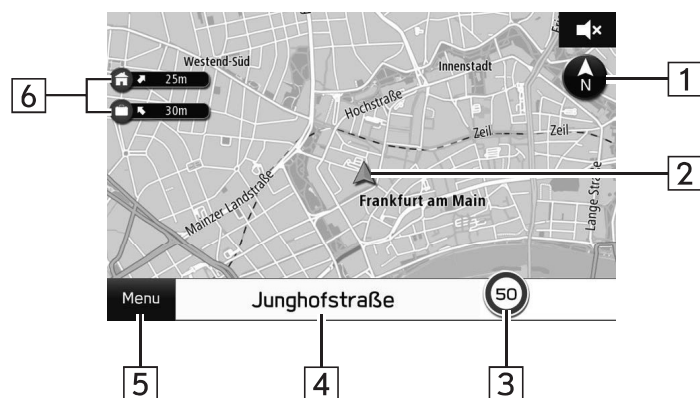 Westend-Süd
Innenstadt
1
N
6
25m
30m
Hochstraße
Zeil
Zeil
2
Frankfurt am Main
Mainzer Landstraße
Lange-Straße
Menu
Junghofstraße
50
5
4
3